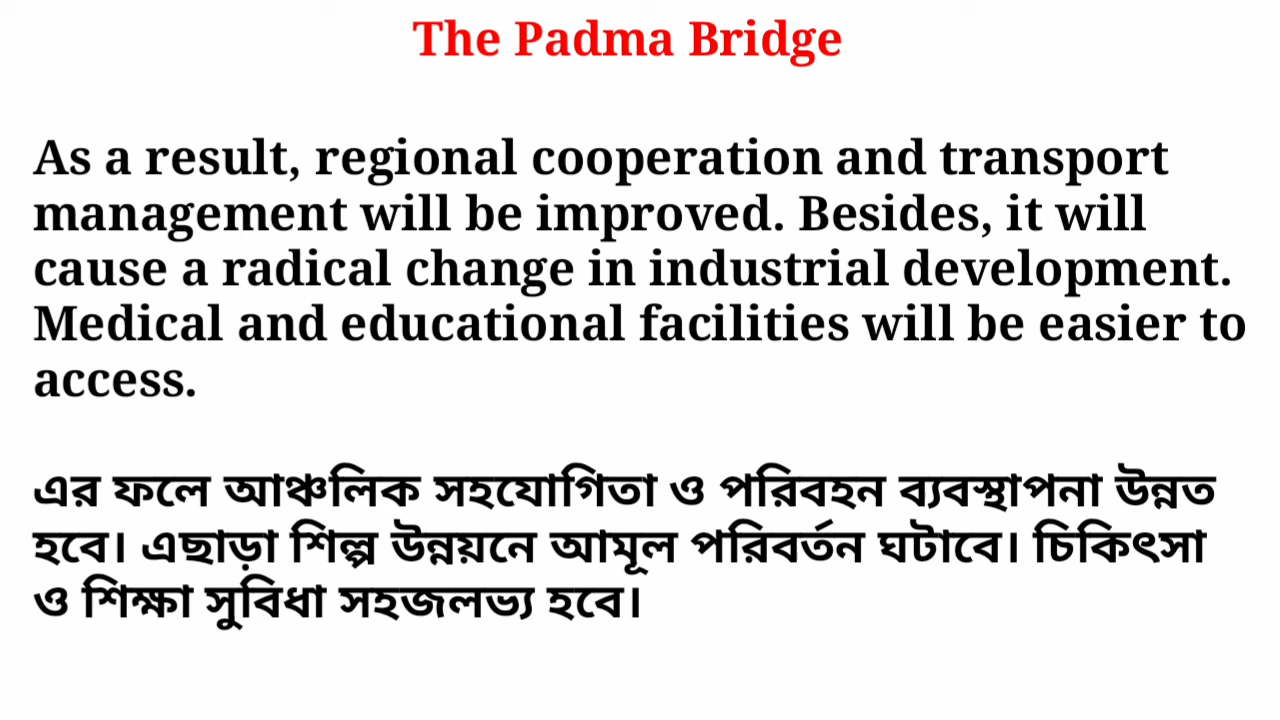 The Padma Bridge
As a result, regional cooperation and transport
management will be improved. Besides, it will
cause a radical change in industrial development.
Medical and educational facilities will be easier to
access.
এর ফলে আঞ্চলিক সহযোগিতা ও পরিবহন ব্যবস্থাপনা উন্নত
হবে। এছাড়া শিল্প উন্নয়নে আমূল পরিবর্তন ঘটাবে। চিকিৎসা
ও শিক্ষা সুবিধা সহজলভ্য হবে।